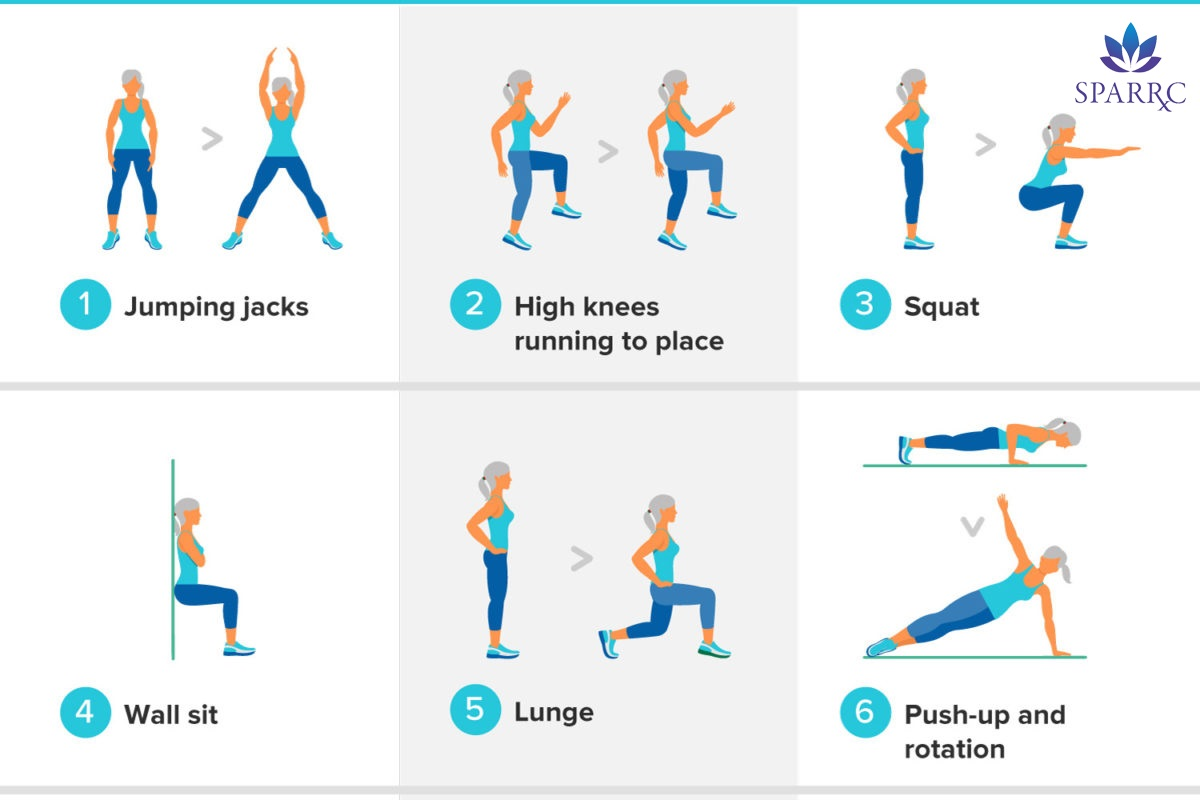 SPARRC
1 Jumping jacks
2 High knees
running to place
3 Squat
4 Wall sit
5 Lunge
6 Push-up and
rotation